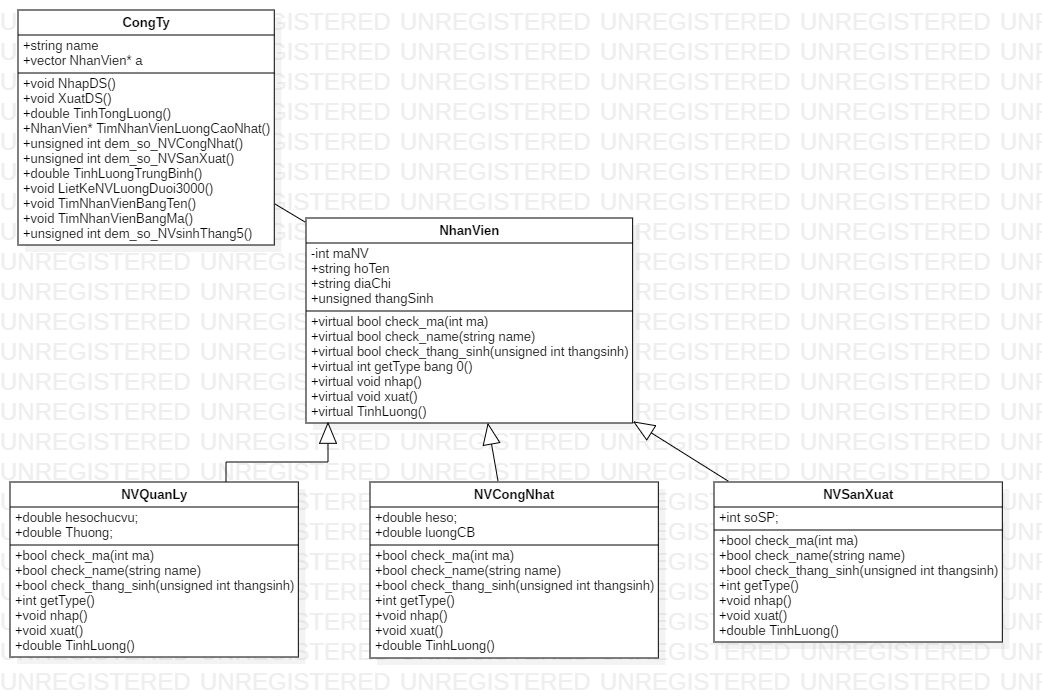 CongTy
+string name
+vector NhanVien* a
+void NhapDS()
+void XuatDS()
+double TinhTongLuong()
+NhanVien* TimNhanVienLuongCaoNhat()
+unsigned int dem_so_NVCongNhat()
+unsigned int dem_so_NVSanXuat()
+double TinhLuongTrungBinh()
+void LietKeNVLuongDuoi3000()
+void TimNhanVienBangTen()
+void TimNhanVienBangMa()
+unsigned int dem_so_NVsinhThang5()
NhanVien
-int maNV
+string hoTen
+string diaChi
+unsigned thangSinh
+virtual bool check_ma(int ma)
+virtual bool check_name(string name)
+virtual bool check_thang_sinh(unsigned int thangsinh)
+virtual int getType bang 0()
+virtual void nhap()
+virtual void xuat()
+virtual TinhLuong()
NVQuanLy
+double hesochucvu;
+double Thuong;
+bool check_ma(int ma)
+bool check_name(string name)
+bool check_thang_sinh(unsigned int thangsinh)
+int getType()
+void nhap()
+void xuat()
+double TinhLuong()
NVCongNhat
+double heso;
+double luongCB
+bool check_ma(int ma)
+bool check_name(string name)
+bool check_thang_sinh(unsigned int thangsinh)
+int getType()
+void nhap()
+void xuat()
+double TinhLuong()
NVSanXuat
+int soSP;
+bool check_ma(int ma)
+bool check_name(string name)
+bool check_thang_sinh(unsigned int thangsinh)
+int getType()
+void nhap()
+void xuat()
+double TinhLuong()
UNREGISTERED